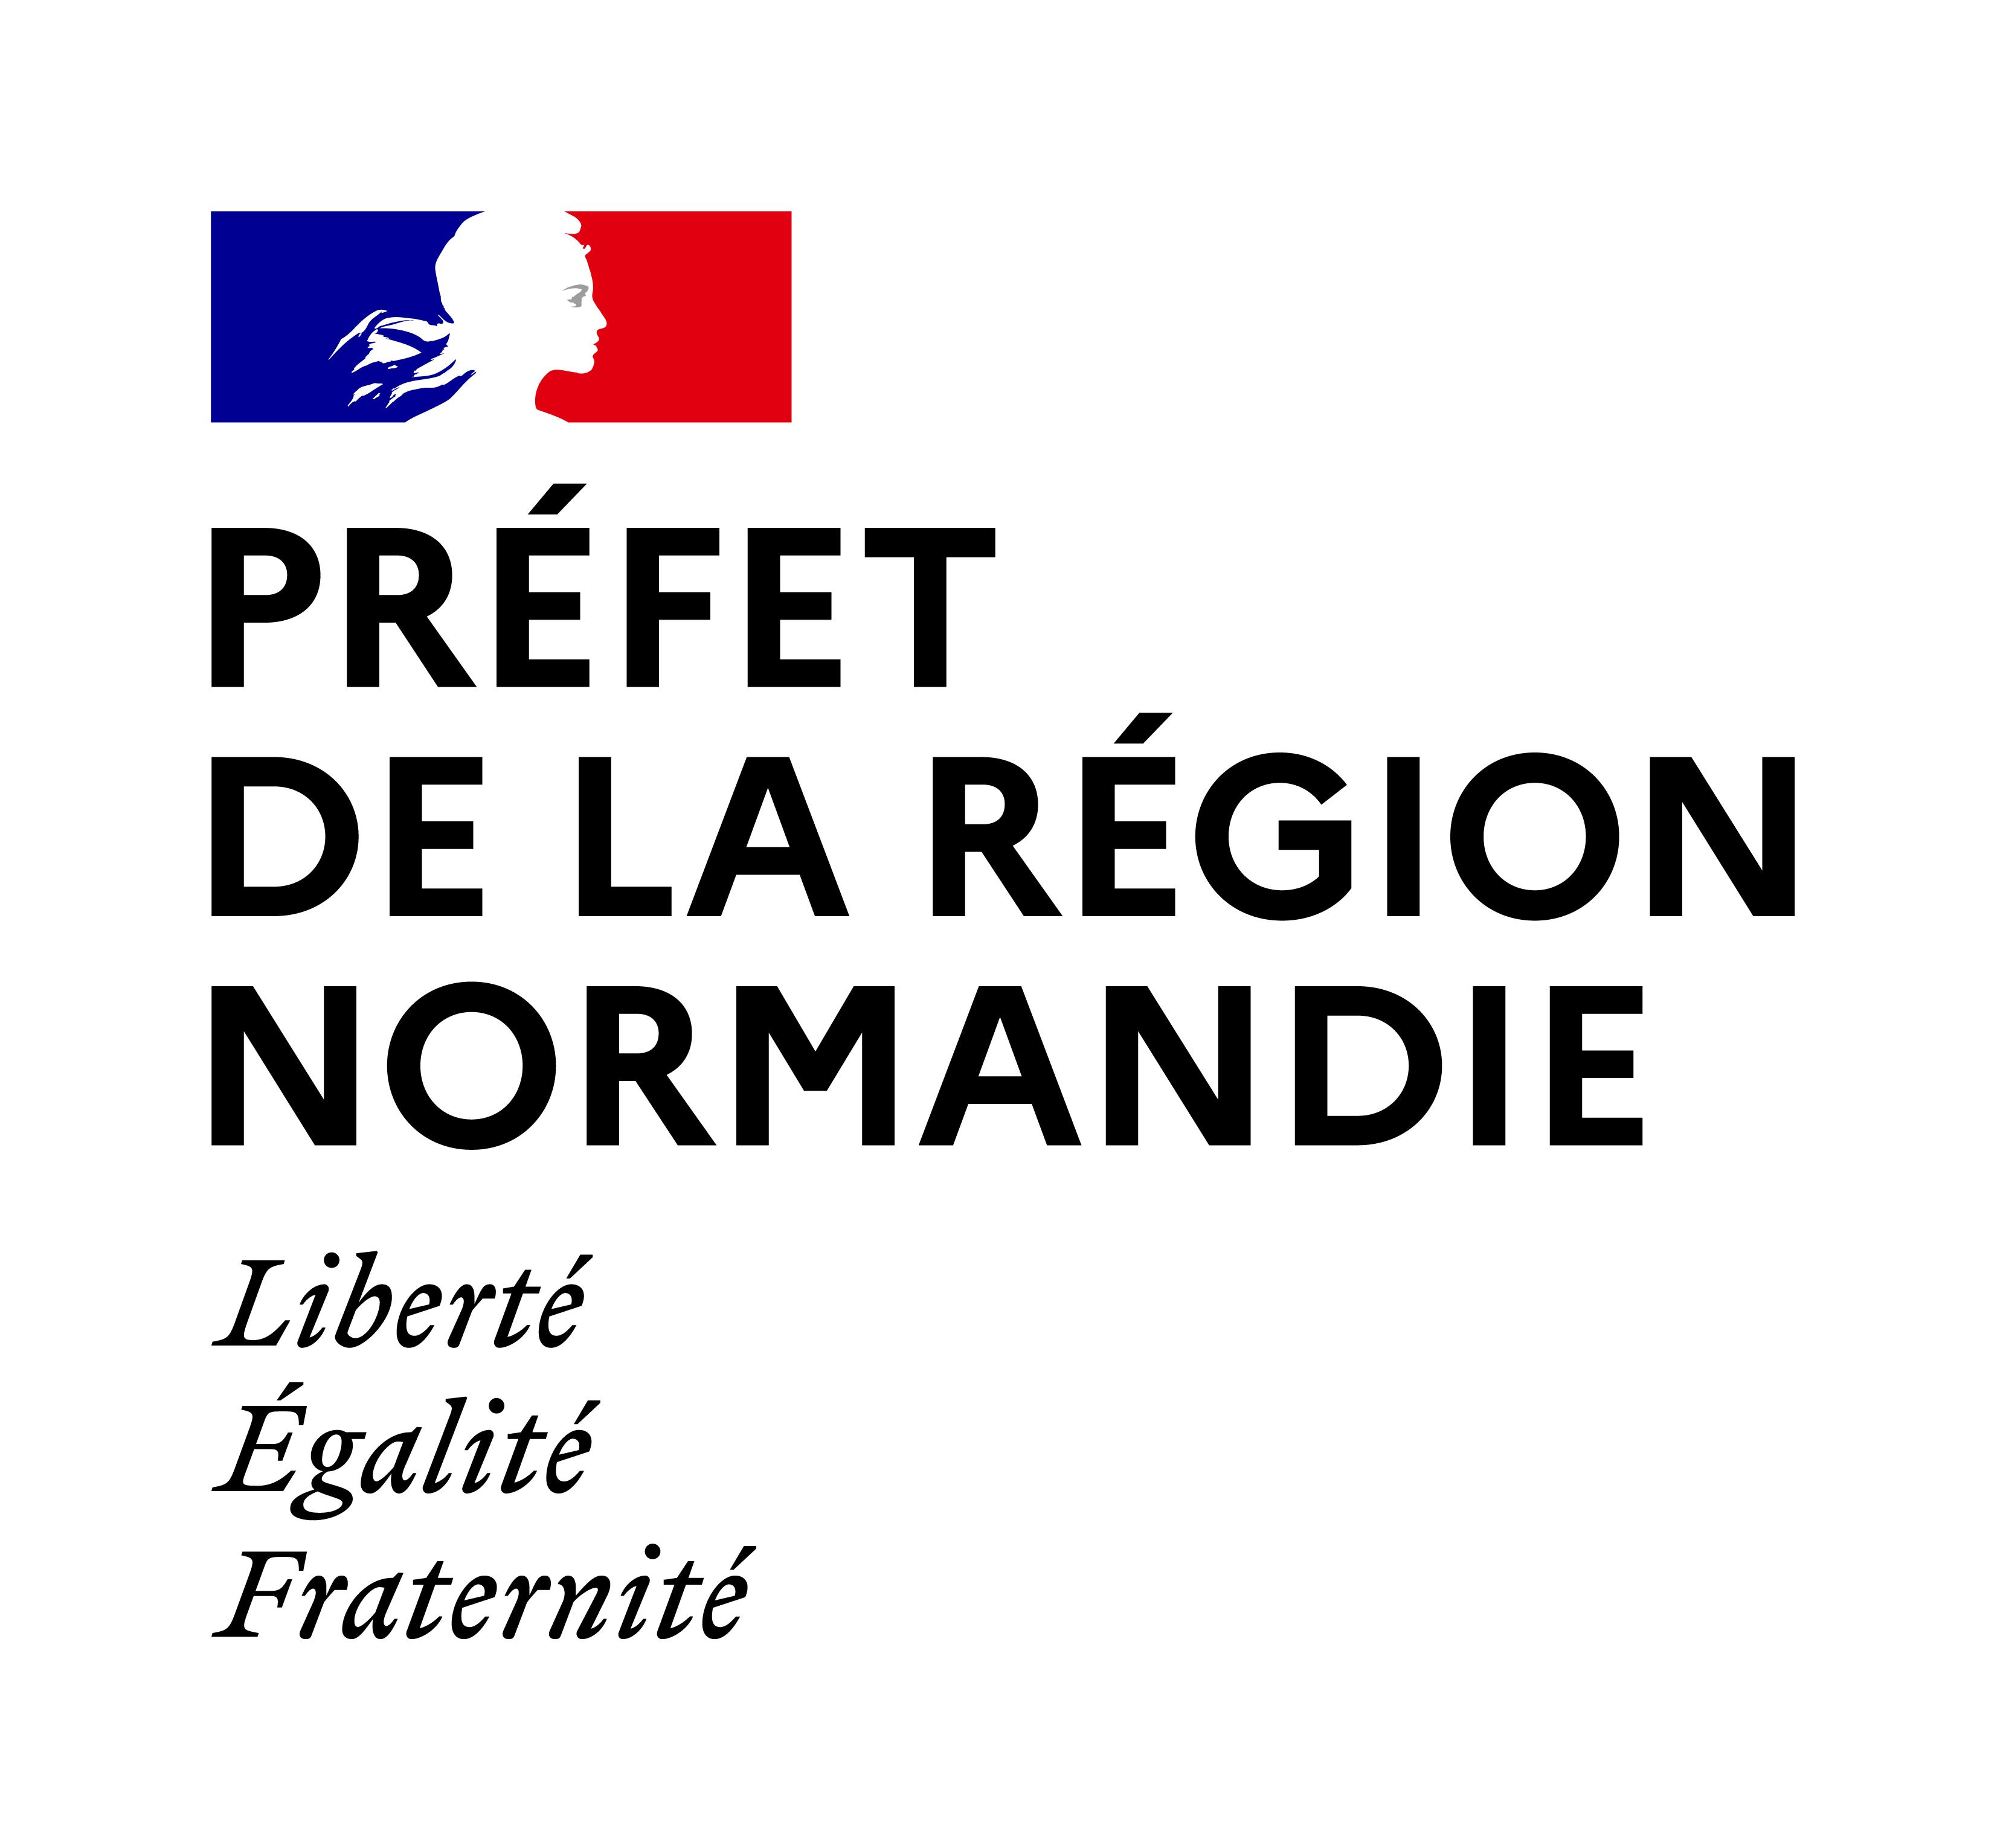 PRÉFET
DE LA RÉGION
NORMANDIE
Liberté
Égalité
Fraternité